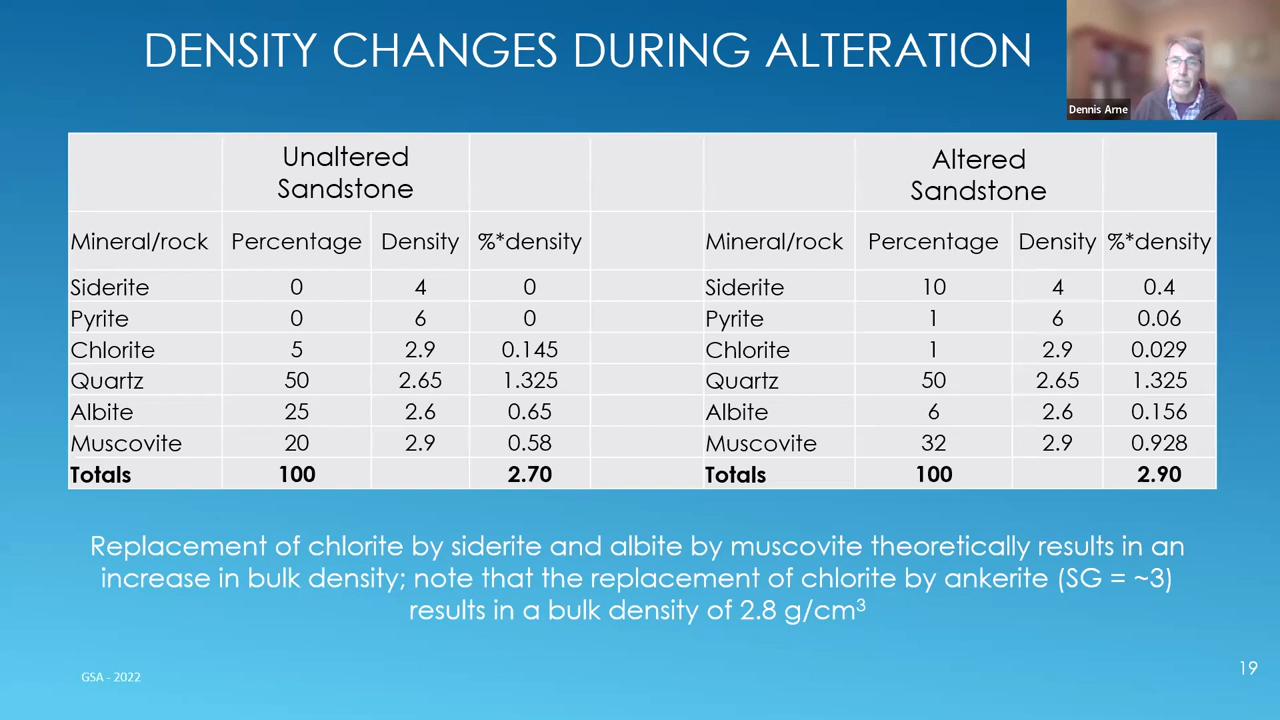 DENSITY CHANGES DURING ALTERATION
Dennis Arne
Unaltered Sandstone Altered Sandstone
Mineral/rock Percentage Density %*density Mineral/rock Percentage Density %*density
Siderite 0 4 0 Siderite 10 4 0.4
Pyrite 0 6 0 Pyrite 1 6 0.06
Chlorite 5 2.9 0.145 Chlorite 1 2.9 0.029
Quartz 50 2.65 1.325 Quartz 50 2.65 1.325
Albite 25 2.6 0.65 Albite 6 2.6 0.156
Muscovite 20 2.9 0.58 Muscovite 32 2.9 0.928
Totals 100 2.70 Totals 100 2.90
Replacement of chlorite by siderite and albite by muscovite theoretically results in an
increase in bulk density; note that the replacement of chlorite by ankerite (SG = ~3)
results in a bulk density of 2.8 g/cm³
GSA - 2022
19